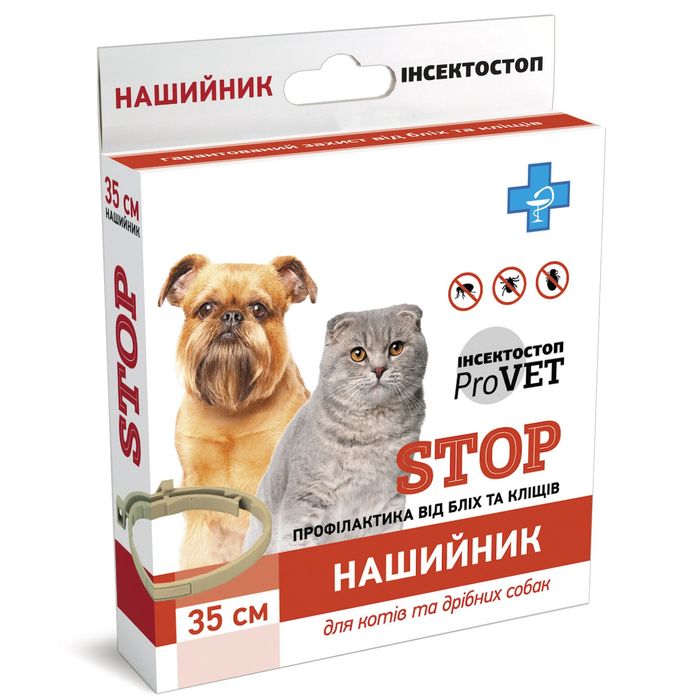 НАШИЙНИК
ІНСЕКТОСТОП
гарантований захист від бліх та кліщів
35 см
НАШИЙНИК
STOP
ІНСЕКТОСТОП
ProVET
STOP
ПРОФІЛАКТИКА ВІД БЛІХ ТА КЛІЩІВ
НАШИЙНИК
35 см
для котів та дрібних собак